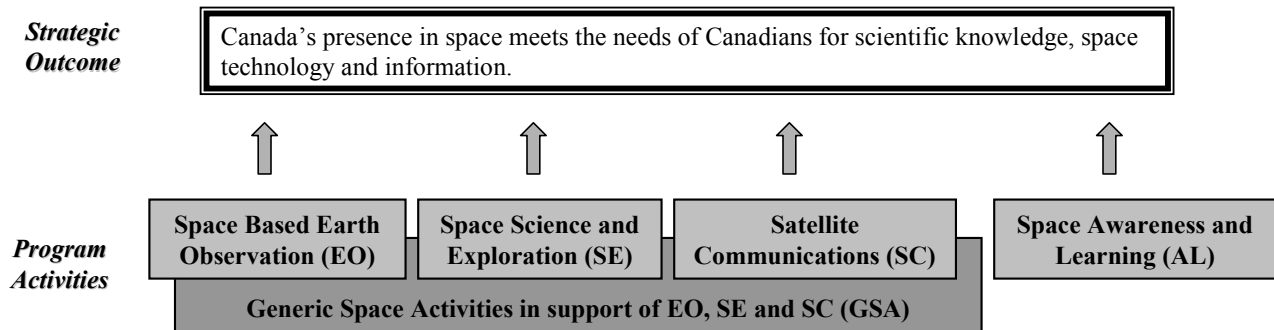 Strategic
Outcome
Canada’s presence in space meets the needs of Canadians for scientific knowledge, space
technology and information.
Program
Activities
Space Based Earth
Observation (EO)
Space Science and
Exploration (SE)
Satellite
Communications (SC)
Space Awareness and
Learning (AL)
Generic Space Activities in support of EO, SE and SC (GSA)